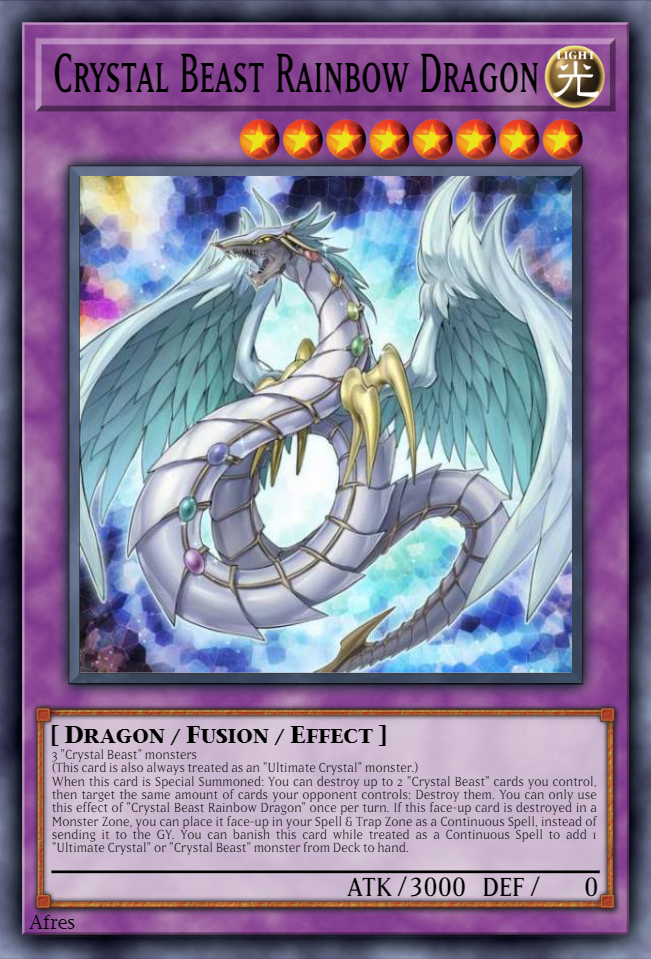 Crystal Beast Rainbow Dragon
LIGHT
光
[ Dragon / Fusion / Effect ]
3 "Crystal Beast" monsters
(This card is also always treated as an "Ultimate Crystal" monster.)
When this card is Special Summoned: You can destroy up to 2 "Crystal Beast" cards you control,
then target the same amount of cards your opponent controls: Destroy them. You can only use
this effect of "Crystal Beast Rainbow Dragon" once per turn. If this face-up card is destroyed in a
Monster Zone, you can place it face-up in your Spell & Trap Zone as a Continuous Spell, instead of
sending it to the GY. You can banish this card while treated as a Continuous Spell to add 1
"Ultimate Crystal" or "Crystal Beast" monster from Deck to hand.
ATK / 3000 DEF / 0
Afres